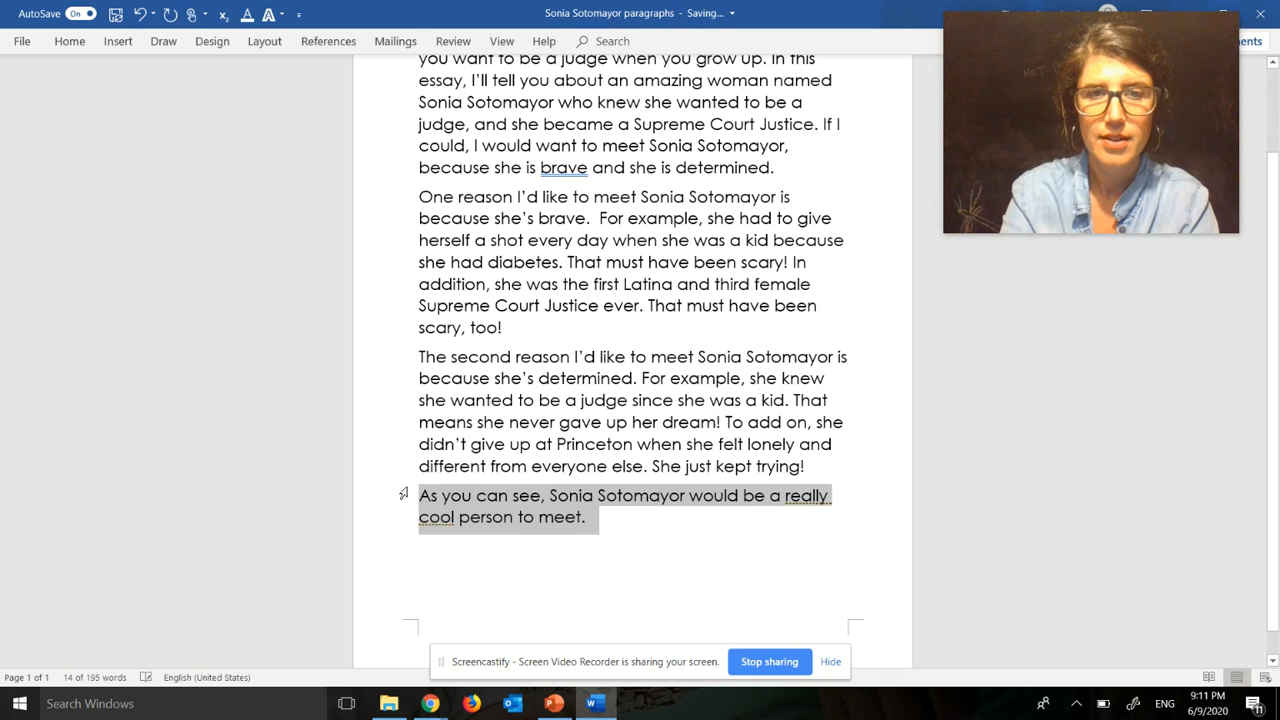 AutoSave On
Sonia Sotomayor paragraphs - Saving...
File Home Insert Draw Design Layout References Mailings Review View Help Search
you want to be a judge when you grow up. In this
essay, I'll tell you about an amazing woman named
Sonia Sotomayor who knew she wanted to be a
judge, and she became a Supreme Court Justice. If I
could, I would want to meet Sonia Sotomayor,
because she is brave and she is determined.
One reason I'd like to meet Sonia Sotomayor is
because she's brave.  For example, she had to give
herself a shot every day when she was a kid because
she had diabetes. That must have been scary! In
addition, she was the first Latina and third female
Supreme Court Justice ever. That must have been
scary, too!
The second reason I'd like to meet Sonia Sotomayor is
because she's determined. For example, she knew
she wanted to be a judge since she was a kid. That
means she never gave up her dream! To add on, she
didn't give up at Princeton when she felt lonely and
different from everyone else. She just kept trying!
As you can see, Sonia Sotomayor would be a really
cool person to meet.
Screencastify - Screen Video Recorder is sharing your screen. Stop sharing Hide
Page 1 of 1 14 of 195 words English (United States)
Search Windows
9:11 PM
6/9/2020
11